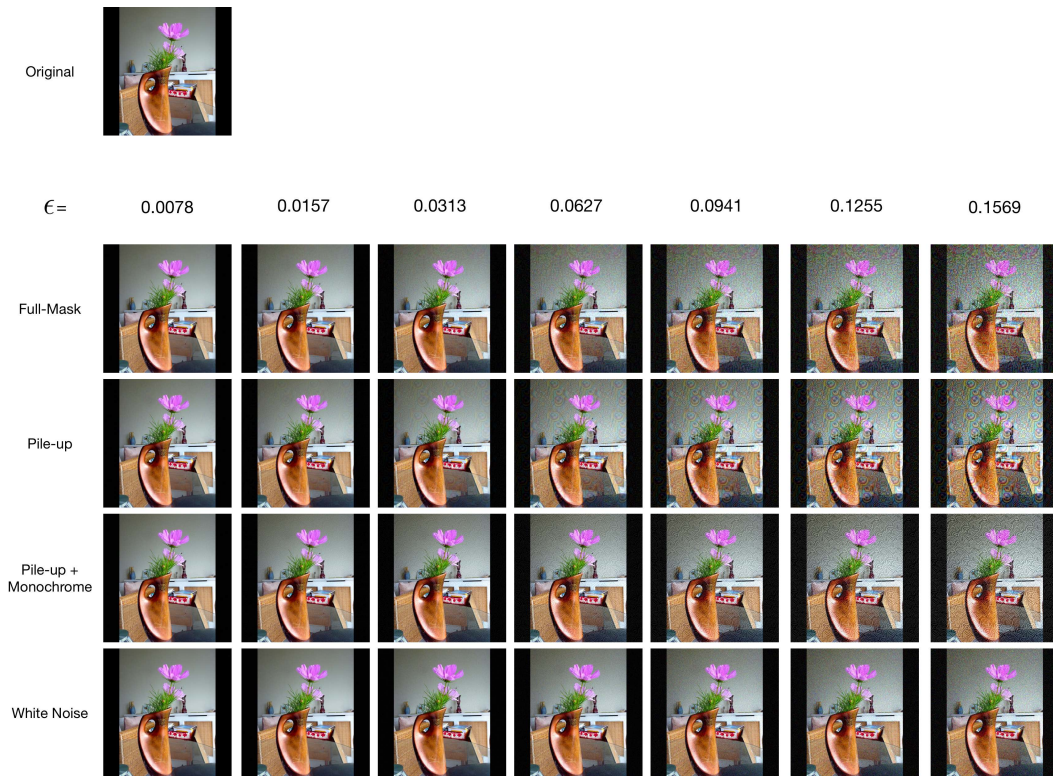 Original
ϵ= 0.0078 0.0157 0.0313 0.0627 0.0941 0.1255 0.1569
Full-Mask
Pile-up
Pile-up +
Monochrome
White Noise